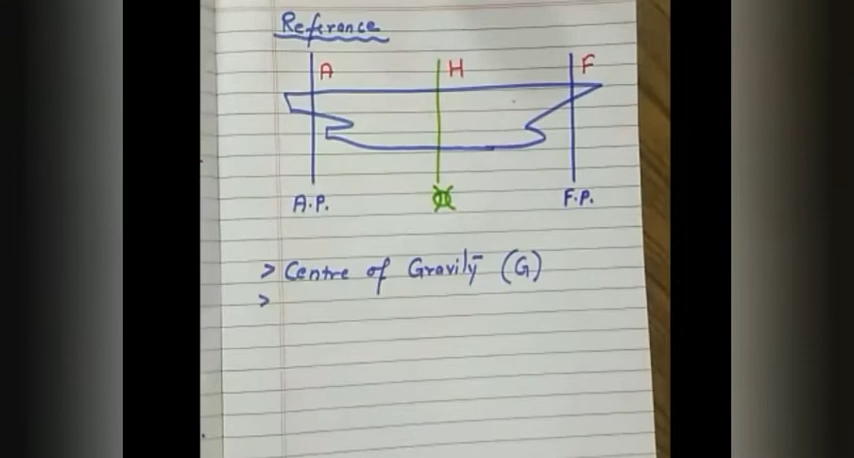 Reference
A H F
A.P. F.P.
> Centre of Gravity (G)
>